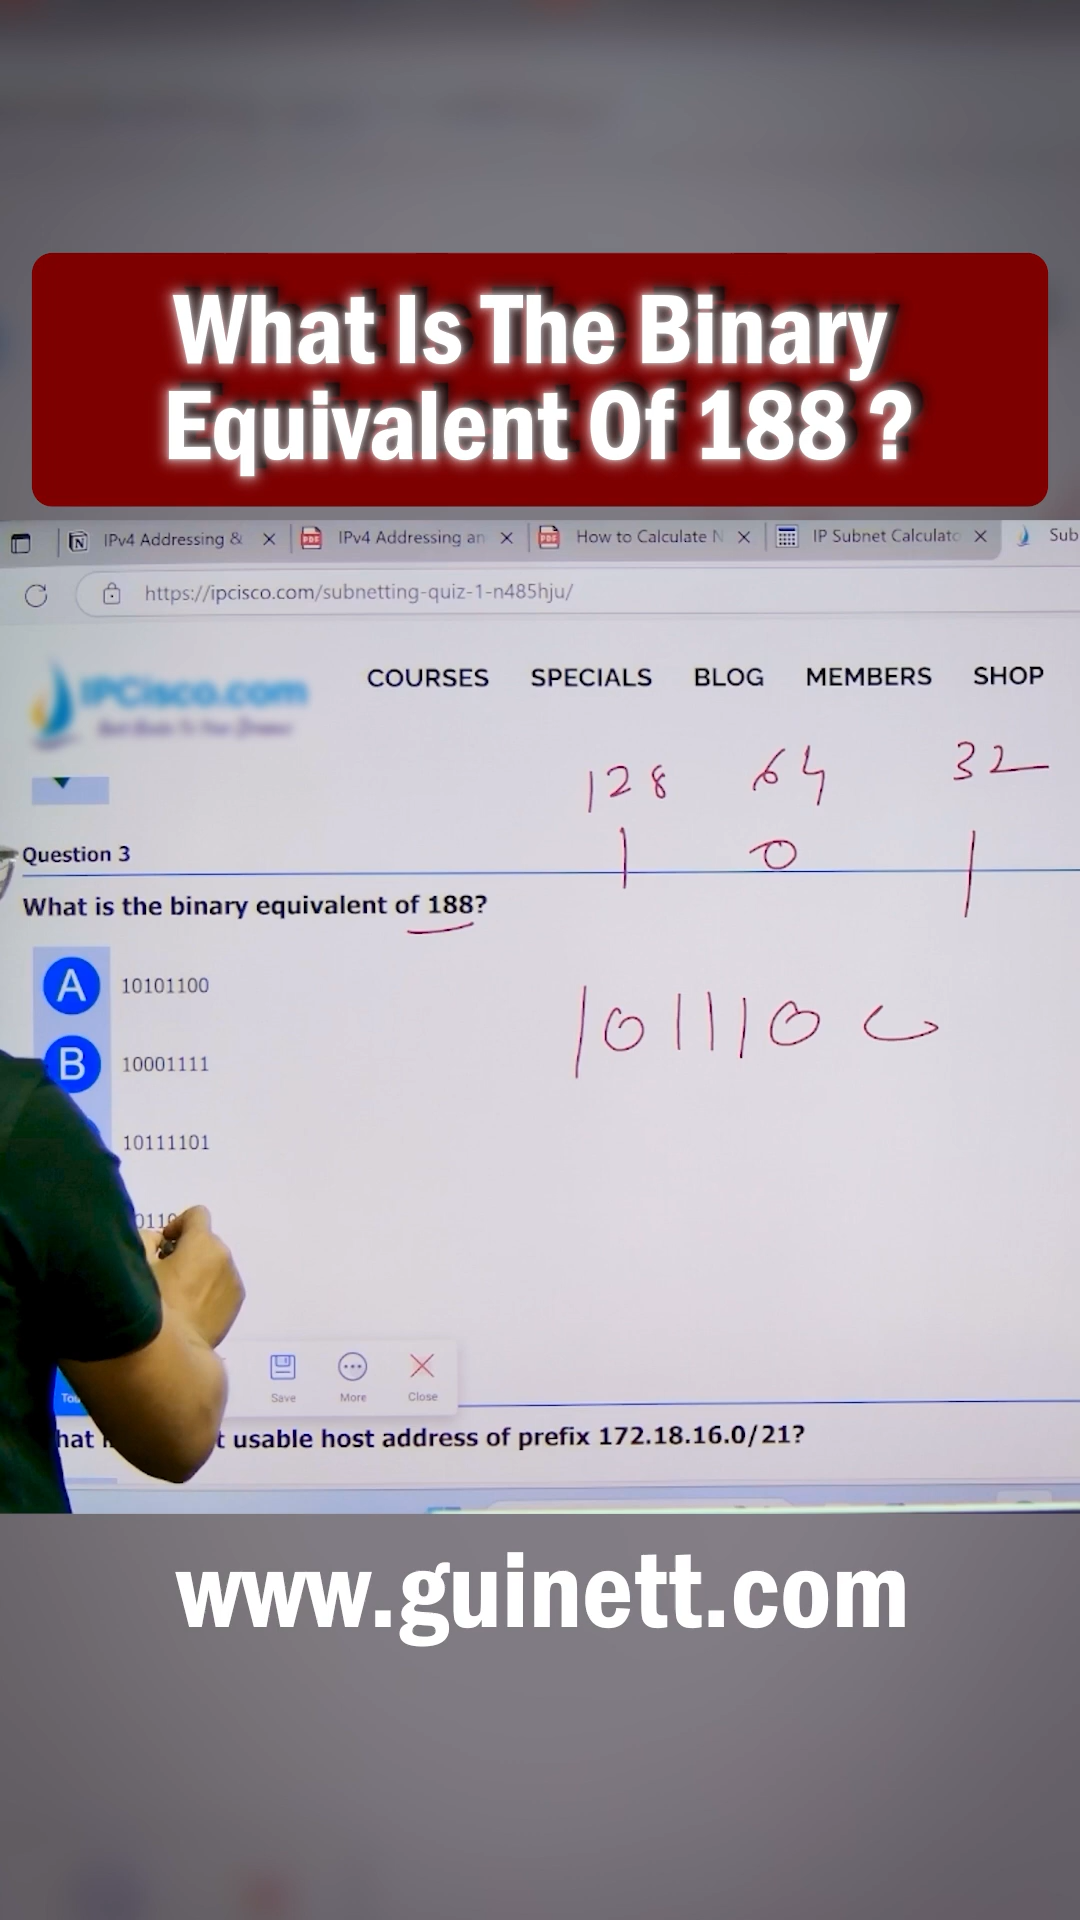 What Is The Binary
Equivalent Of 188 ?
IPv4 Addressing &
IPv4 Addressing an
How to Calculate N
IP Subnet Calculato
Sub
https://ipcisco.com/subnetting-quiz-1-n485hju/
IPCisco.com
COURSES SPECIALS BLOG MEMBERS SHOP
128 64 32
1 0 1
Question 3
What is the binary equivalent of 188?
A 10101100
1011100
B 10001111
10111101
Save More Close
usable host address of prefix 172.18.16.0/21?
www.guinett.com